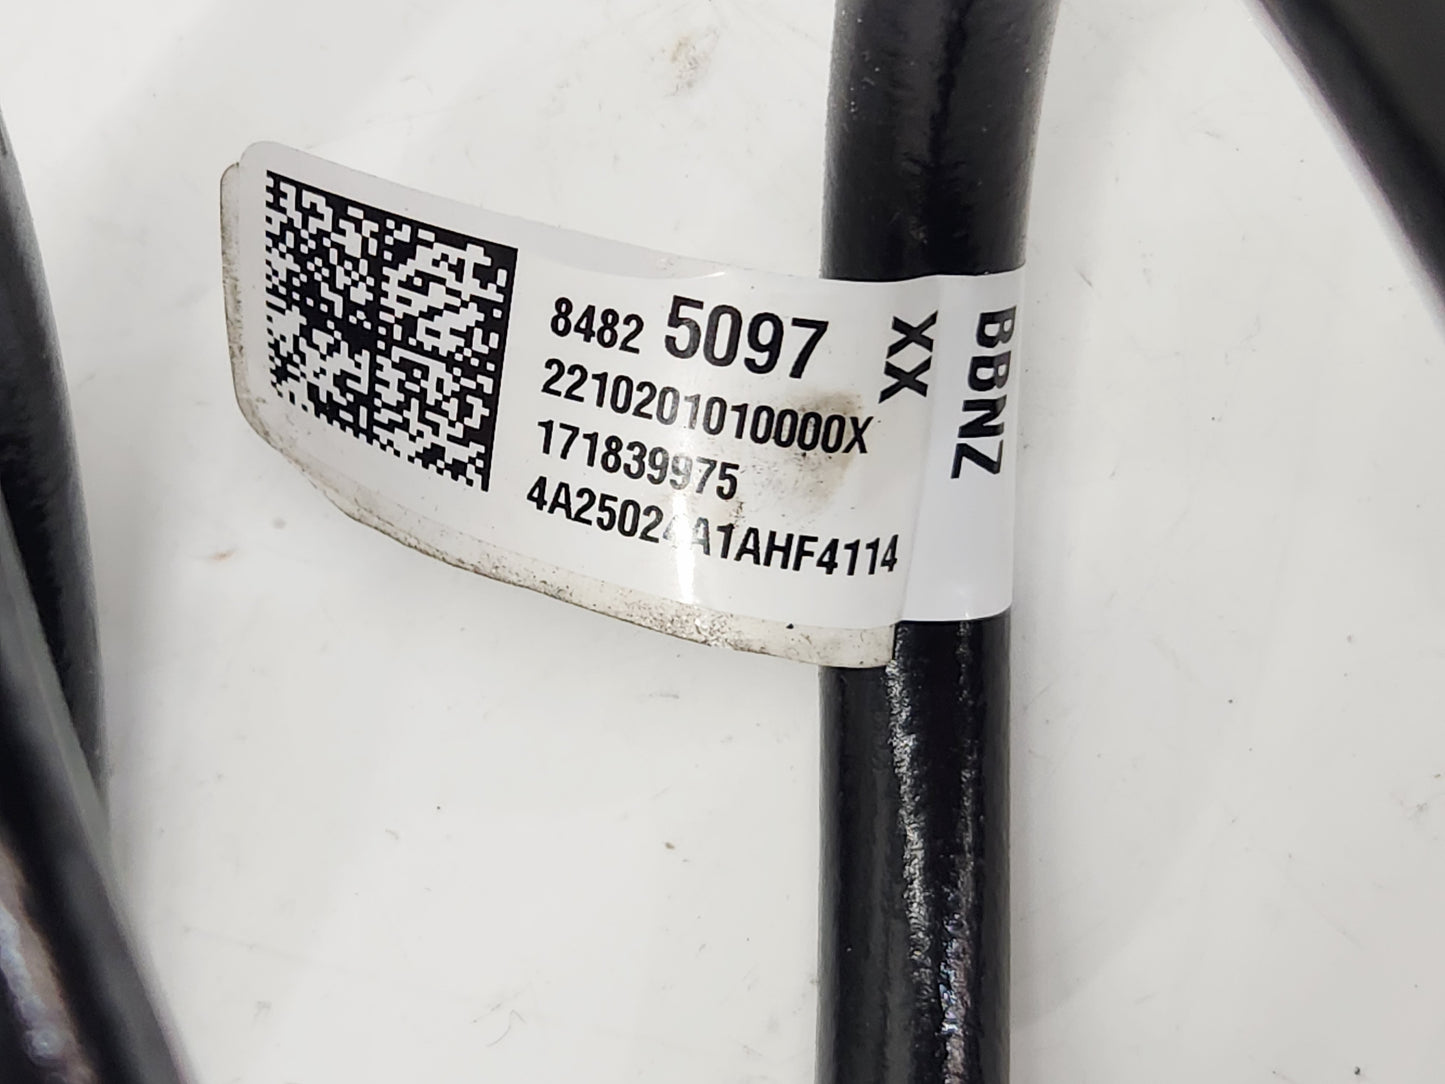 8482 5097
2210201010000X
171839975
4A25024A1AHF4114
XX
BBNZ